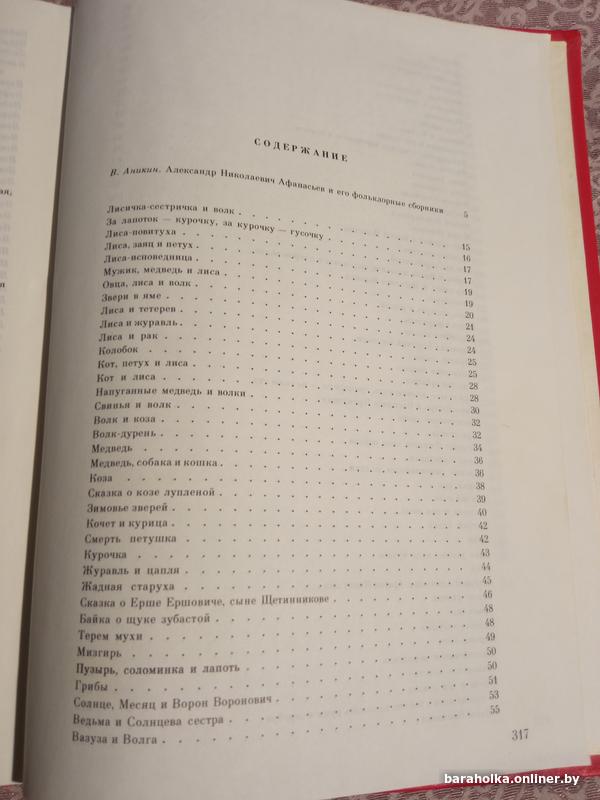 СОДЕРЖАНИЕ
В. Аникин. Александр Николаевич Афанасьев и его фольклорные сборники 5
Лисичка-сестричка и волк . . . 15
За лапоток — курочку, за курочку — гусочку . . . 16
Лиса-повитуха . . . 17
Лиса, заяц и петух . . . 17
Лиса-исповедница . . . 19
Мужик, медведь и лиса . . . 19
Овца, лиса и волк . . . 20
Звери в яме . . . 21
Лиса и тетерев . . . 24
Лиса и журавль . . . 24
Лиса и рак . . . 25
Колобок . . . 25
Кот, петух и лиса . . . 28
Кот и лиса . . . 28
Напуганные медведь и волки . . . 30
Свинья и волк . . . 32
Волк и коза . . . 32
Волк-дурень . . . 34
Медведь . . . 36
Медведь, собака и кошка . . . 36
Коза . . . 38
Сказка о козе лупленой . . . 39
Зимовье зверей . . . 40
Кочет и курица . . . 42
Смерть петушка . . . 42
Курочка . . . 43
Журавль и цапля . . . 44
Жадная старуха . . . 45
Сказка о Ерше Ершовиче, сыне Щетинникове . . . 46
Байка о щуке зубастой . . . 48
Терем мухи . . . 48
Мизгирь . . . 49
Пузырь, соломинка и лапоть . . . 50
Грибы . . . 50
Солнце, Месяц и Ворон Воронович . . . 51
Ведьма и Солнцева сестра . . . 53
Вазуза и Волга . . . 55
317
baraholka.onliner.by